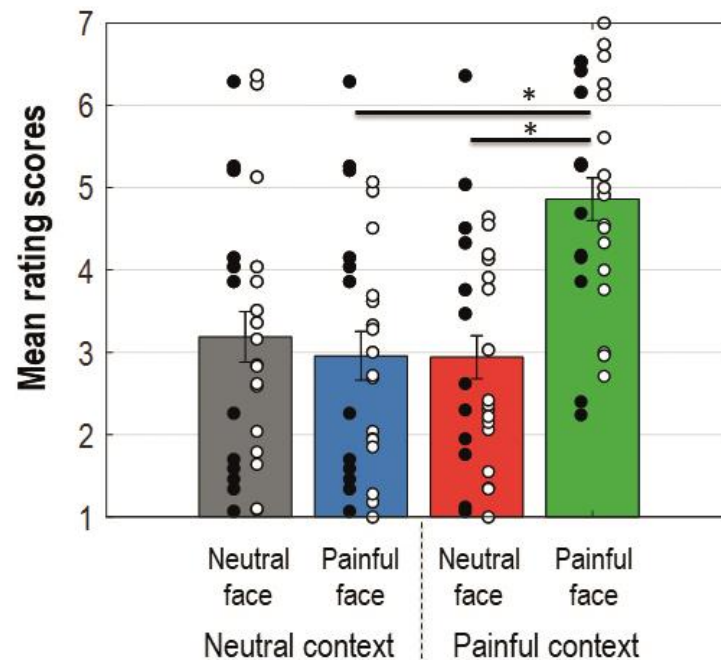 Mean rating scores
7
6
5
4
3
2
1
*
*
Neutral face
Painful face
Neutral face
Painful face
Neutral context
Painful context